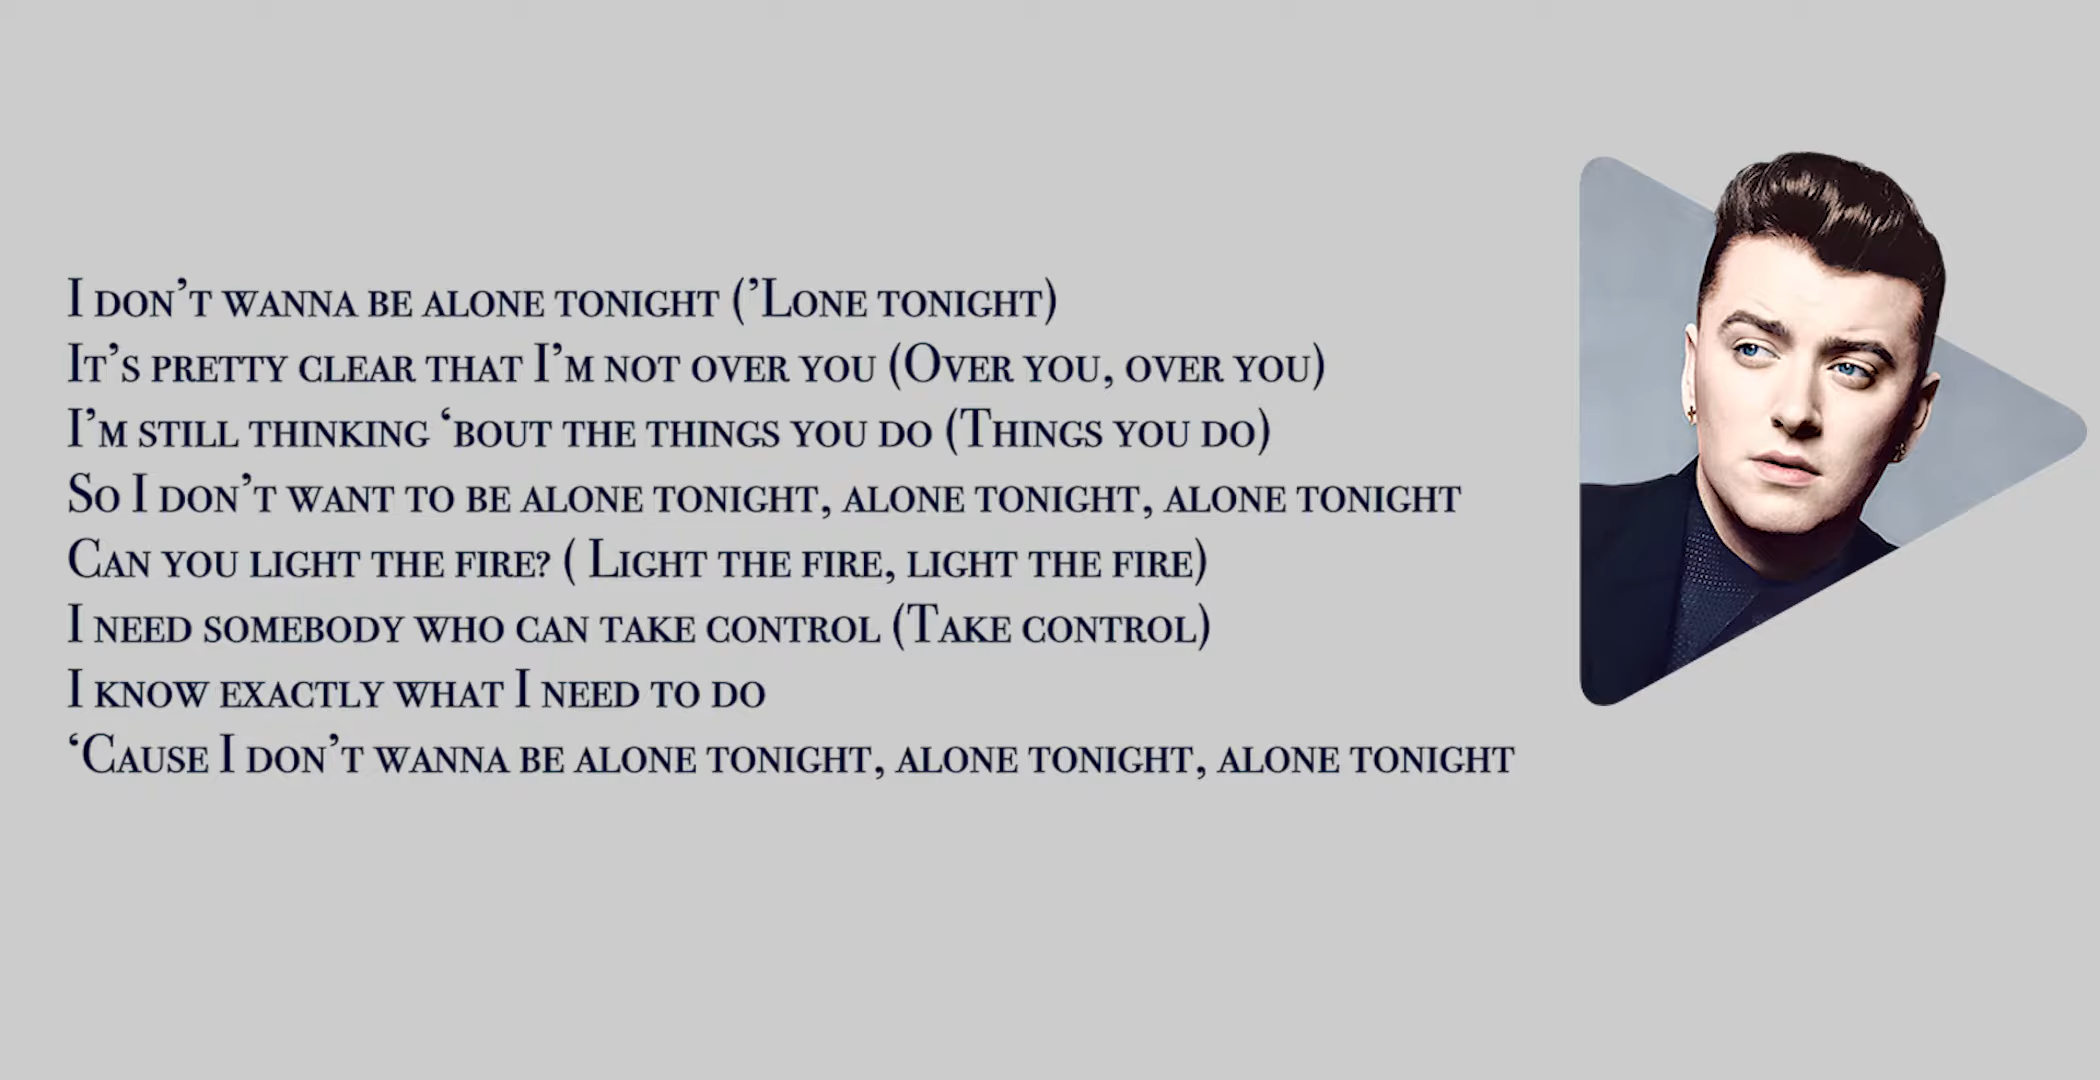 I don’t wanna be alone tonight (’Lone tonight)
It’s pretty clear that I’m not over you (Over you, over you)
I’m still thinking ‘bout the things you do (Things you do)
So I don’t want to be alone tonight, alone tonight, alone tonight
Can you light the fire? ( Light the fire, light the fire)
I need somebody who can take control (Take control)
I know exactly what I need to do
‘Cause I don’t wanna be alone tonight, alone tonight, alone tonight